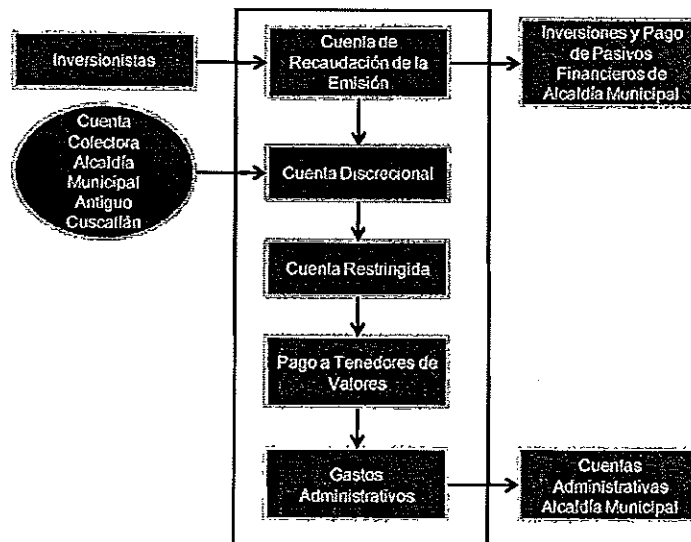 Inversionistas
Cuenta de
Recaudación de la
Emisión
Inversiones y Pago
de Pasivos
Financieros de
Alcaldía Municipal
Cuenta
Colectora
Alcaldía
Municipal
Antiguo
Cuscatlán
Cuenta Discrecional
Cuenta Restringida
Pago a Tenedores de
Valores
Gastos
Administrativos
Cuentas
Administrativas
Alcaldía Municipal